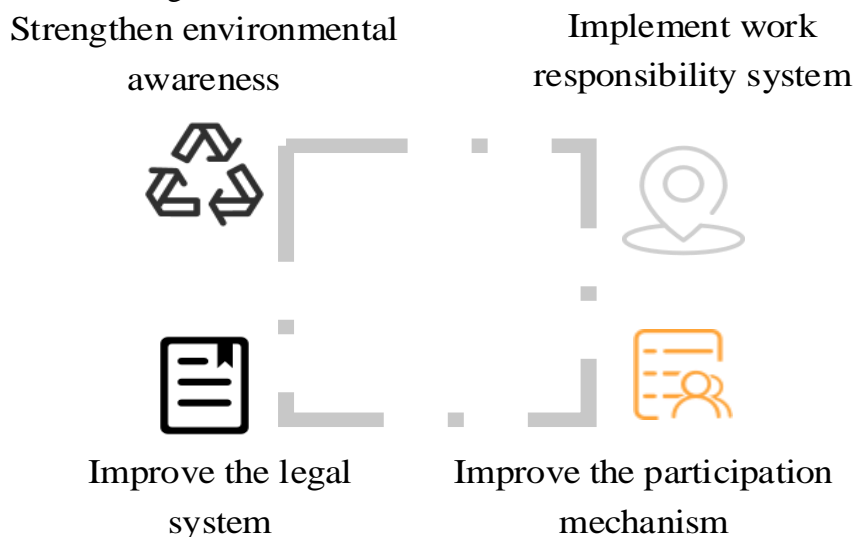 Strengthen environmental
awareness
Implement work
responsibility system
Improve the legal
system
Improve the participation
mechanism